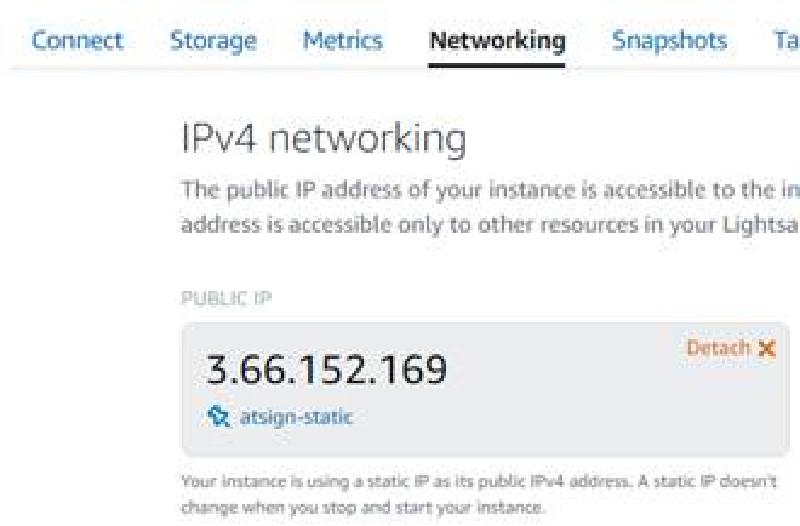 Connect Storage Metrics Networking Snapshots Ta
IPv4 networking
The public IP address of your instance is accessible to the in
address is accessible only to other resources in your Lightsa
PUBLIC IP
Detach
3.66.152.169
atsign-static
Your instance is using a static IP as its public IPv4 address. A static IP doesn't
change when you stop and start your instance.